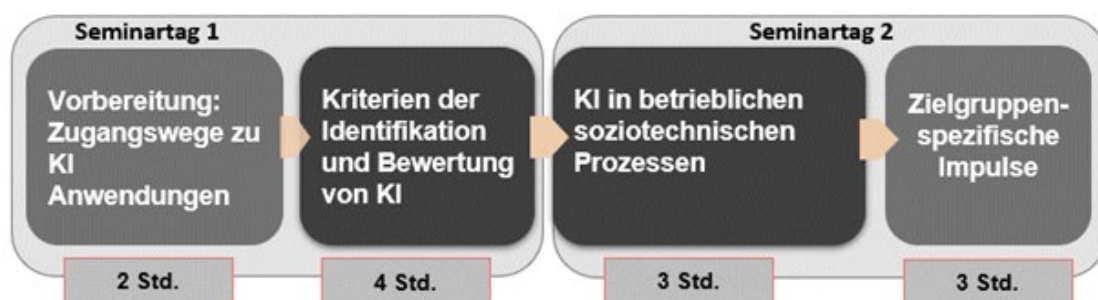 Seminartag 1
Vorbereitung:
Zugangswege zu
KI
Anwendungen
2 Std.
Kriterien der
Identifikation
und Bewertung
von KI
4 Std.
Seminartag 2
KI in betrieblichen
soziotechnischen
Prozessen
3 Std.
Zielgruppen-
spezifische
Impulse
3 Std.